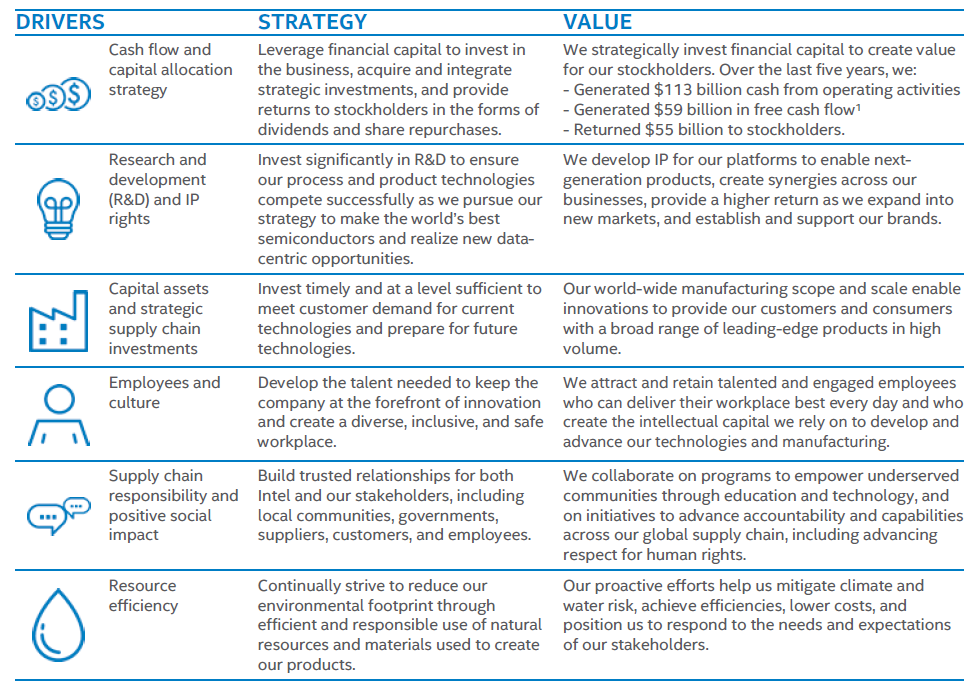 DRIVERS STRATEGY VALUE
Cash flow and
capital allocation
strategy
Leverage financial capital to invest in
the business, acquire and integrate
strategic investments, and provide
returns to stockholders in the forms of
dividends and share repurchases.
We strategically invest financial capital to create value
for our stockholders. Over the last five years, we:
- Generated $113 billion cash from operating activities
- Generated $59 billion in free cash flow¹
- Returned $55 billion to stockholders.
Research and
development
(R&D) and IP
rights
Invest significantly in R&D to ensure
our process and product technologies
compete successfully as we pursue our
strategy to make the world's best
semiconductors and realize new data-
centric opportunities.
We develop IP for our platforms to enable next-
generation products, create synergies across our
businesses, provide a higher return as we expand into
new markets, and establish and support our brands.
Capital assets
and strategic
supply chain
investments
Invest timely and at a level sufficient to
meet customer demand for current
technologies and prepare for future
technologies.
Our world-wide manufacturing scope and scale enable
innovations to provide our customers and consumers
with a broad range of leading-edge products in high
volume.
Employees and
culture
Develop the talent needed to keep the
company at the forefront of innovation
and create a diverse, inclusive, and safe
workplace.
We attract and retain talented and engaged employees
who can deliver their workplace best every day and who
create the intellectual capital we rely on to develop and
advance our technologies and manufacturing.
Supply chain
responsibility and
positive social
impact
Build trusted relationships for both
Intel and our stakeholders, including
local communities, governments,
suppliers, customers, and employees.
We collaborate on programs to empower underserved
communities through education and technology, and
on initiatives to advance accountability and capabilities
across our global supply chain, including advancing
respect for human rights.
Resource
efficiency
Continually strive to reduce our
environmental footprint through
efficient and responsible use of natural
resources and materials used to create
our products.
Our proactive efforts help us mitigate climate and
water risk, achieve efficiencies, lower costs, and
position us to respond to the needs and expectations
of our stakeholders.